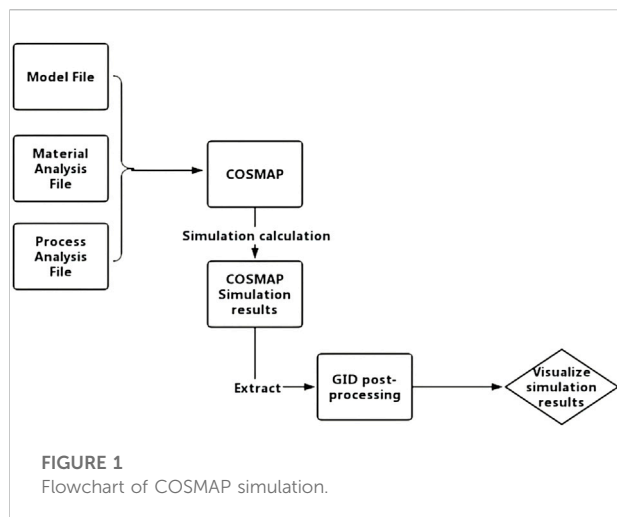 Model File
Material
Analysis
File
Process
Analysis
File
COSMAP
Simulation calculation
COSMAP
Simulation
results
Extract
GID post-
processing
Visualize
simulation
results
FIGURE 1
Flowchart of COSMAP simulation.